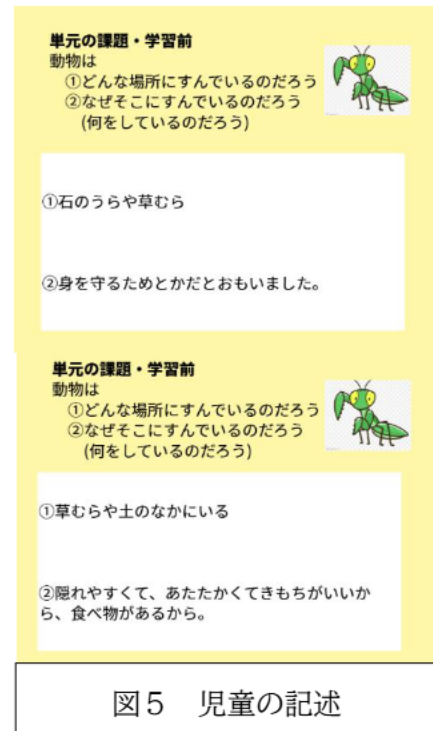 単元の課題・学習前
動物は
①どんな場所にすんでいるのだろう
②なぜそこにすんでいるのだろう
(何をしているのだろう)
①石のうらや草むら
②身を守るためとかだとおもいました。
単元の課題・学習前
動物は
①どんな場所にすんでいるのだろう
②なぜそこにすんでいるのだろう
(何をしているのだろう)
①草むらや土のなかにいる
②隠れやすくて、あたたかくてきもちがいいか
ら、食べ物があるから。
図５　児童の記述